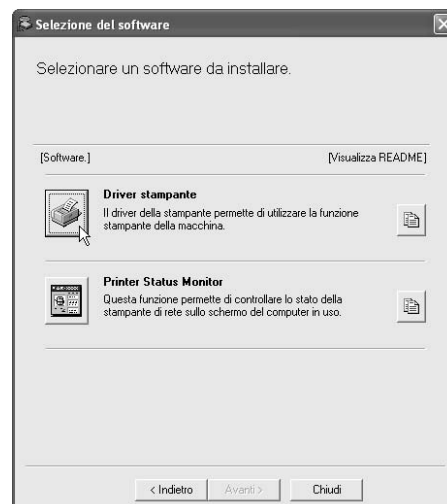 Selezione del software
Selezionare un software da installare.
[Software.] [Visualizza README]
Driver stampante
Il driver della stampante permette di utilizzare la funzione
stampante della macchina.
Printer Status Monitor
Questa funzione permette di controllare lo stato della
stampante di rete sullo schermo del computer in uso.
< Indietro Avanti > Chiudi